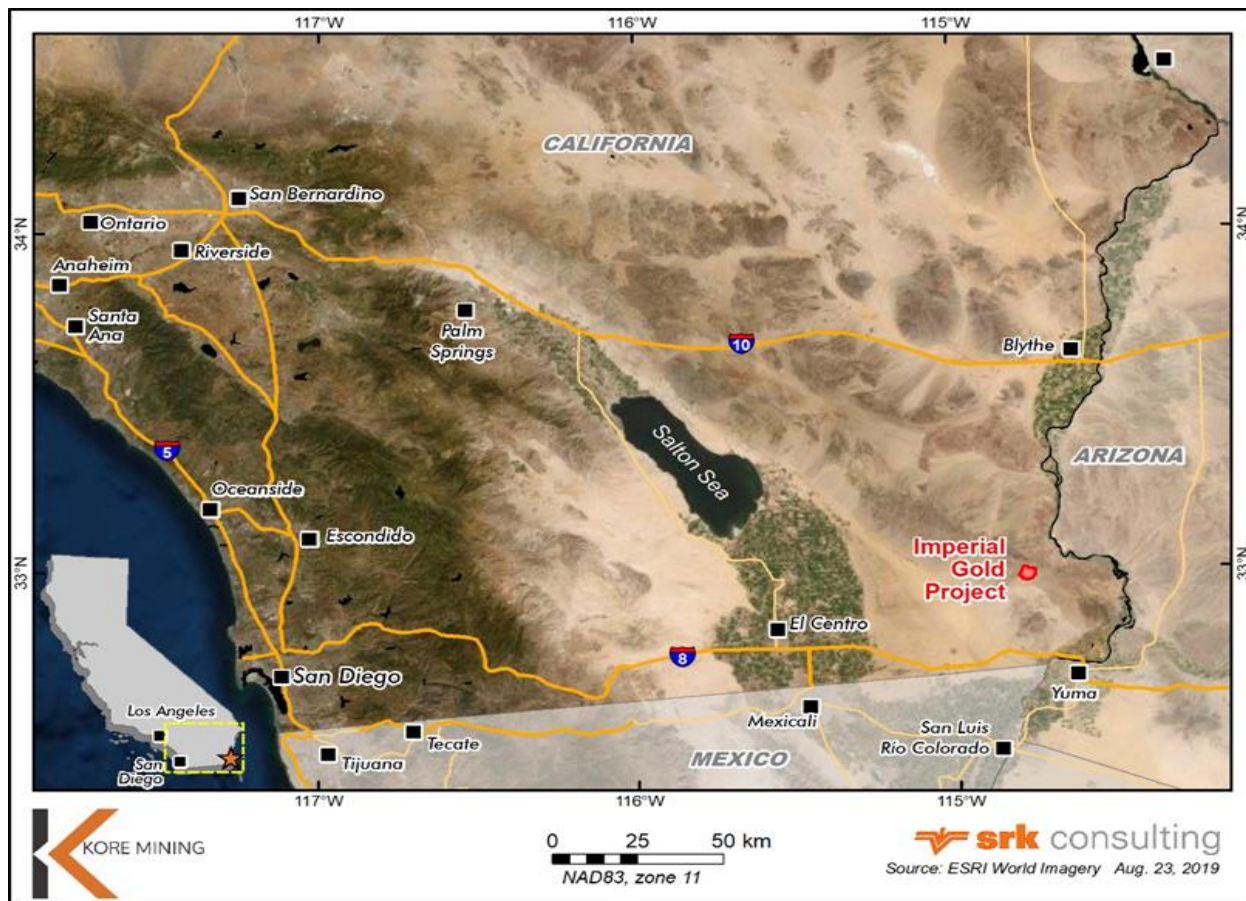 117°W
116°W
115°W
CALIFORNIA
San Bernardino
34°N
34°N
Ontario
Riverside
Anaheim
Santa
Ana
Palm
Springs
10
Blythe
Salton Sea
ARIZONA
5
Oceanside
Escondido
33°N
33°N
Imperial
Gold
Project
El Centro
8
San Diego
Yuma
Mexicali
San Luis
Río Colorado
Tecate
Tijuana
MEXICO
Los Angeles
San
Diego
117°W
116°W
115°W
KORE MINING
0 25 50 km
NAD83, zone 11
srk consulting
Source: ESRI World Imagery Aug. 23, 2019